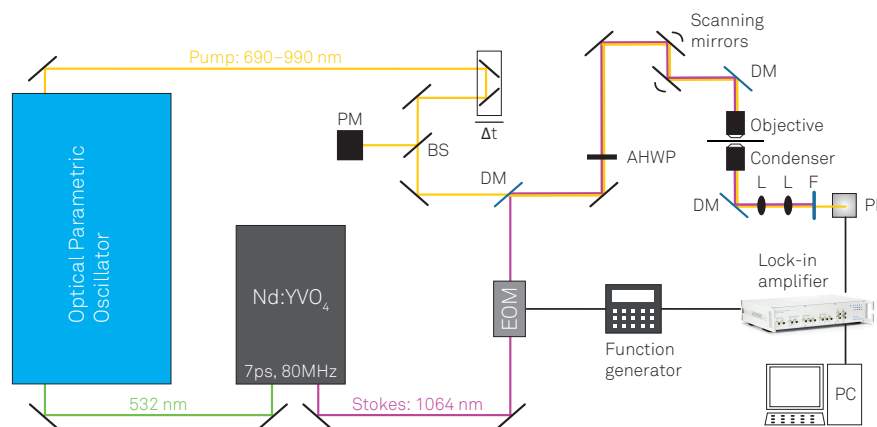 Pump: 690–990 nm
Scanning
mirrors
DM
PM
Δt
BS
Objective
AHWP
Condenser
DM
L L F
DM
PI
Optical Parametric
Oscillator
Nd:YVO4
7ps, 80MHz
EOM
Lock-in
amplifier
Function
generator
532 nm
Stokes: 1064 nm
PC